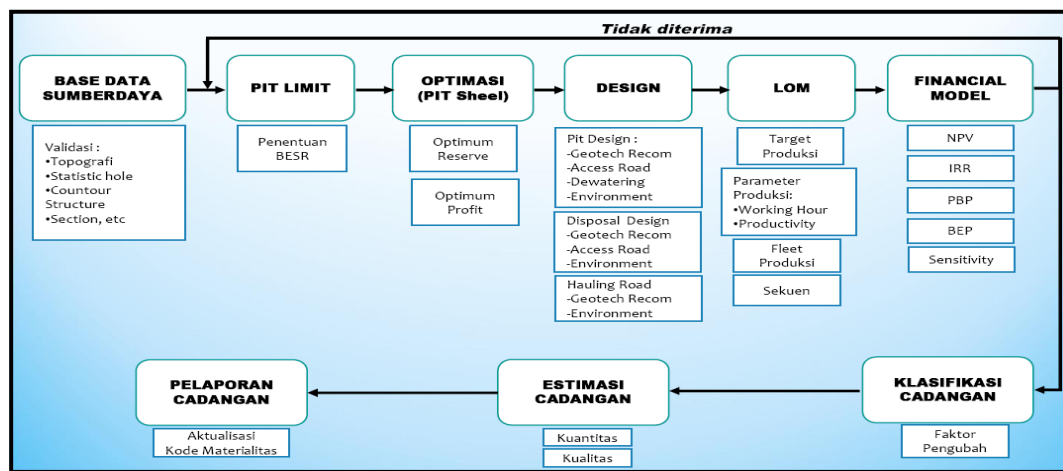 Tidak diterima
BASE DATA
SUMBERDAYA
Validasi :
•Topografi
•Statistic hole
•Countour
Structure
•Section, etc
PIT LIMIT
Penentuan
BESR
OPTIMASI
(PIT Sheel)
Optimum
Reserve
Optimum
Profit
DESIGN
Pit Design :
-Geotech Recom
-Access Road
-Dewatering
-Environment
Disposal Design
-Geotech Recom
-Access Road
-Environment
Hauling Road
-Geotech Recom
-Environment
LOM
Target
Produksi
Parameter
Produksi:
•Working Hour
•Productivity
Fleet
Produksi
Sekuen
FINANCIAL
MODEL
NPV
IRR
PBP
BEP
Sensitivity
KLASIFIKASI
CADANGAN
Faktor
Pengubah
ESTIMASI
CADANGAN
Kuantitas
Kualitas
PELAPORAN
CADANGAN
Aktualisasi
Kode Materialitas